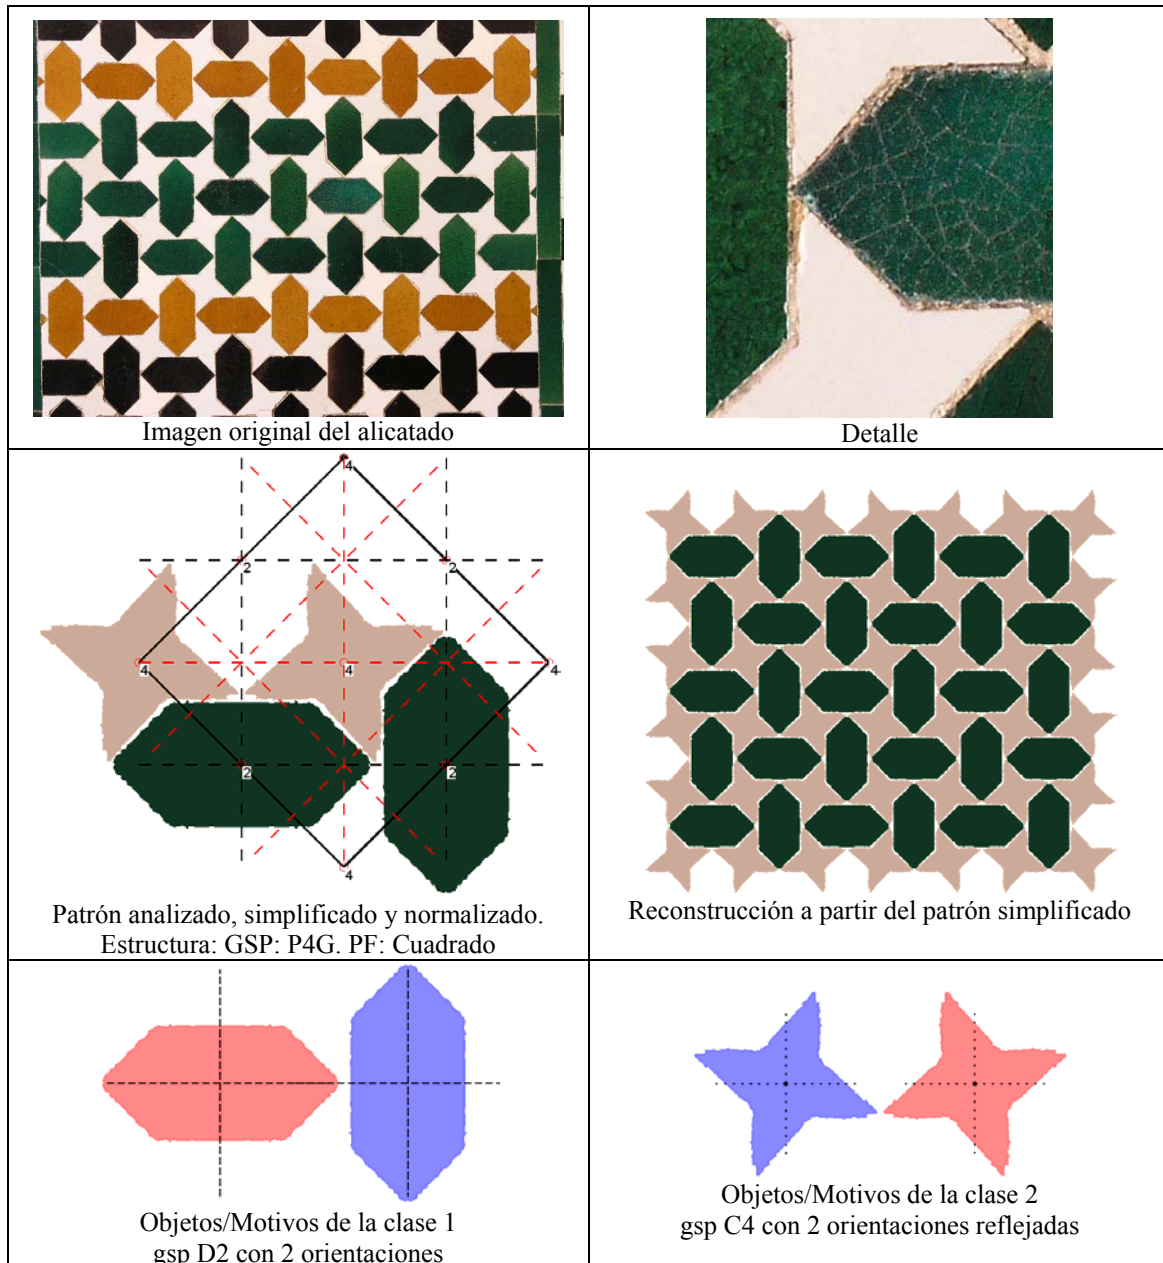 Imagen original del alicatado
Detalle
4
2
2
4
4
4
2
2
4
Patrón analizado, simplificado y normalizado.
Estructura: GSP: P4G. PF: Cuadrado
Reconstrucción a partir del patrón simplificado
Objetos/Motivos de la clase 1
gsp D2 con 2 orientaciones
Objetos/Motivos de la clase 2
gsp C4 con 2 orientaciones reflejadas